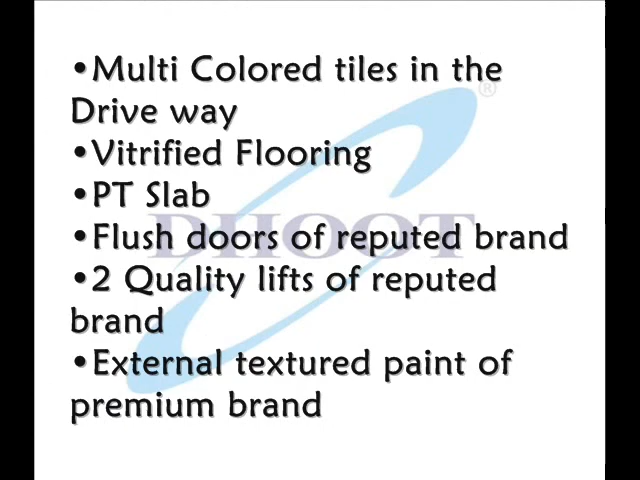 •Multi Colored tiles in the
Drive way
•Vitrified Flooring
•PT Slab
DHOOT
®
•Flush doors of reputed brand
•2 Quality lifts of reputed
brand
•External textured paint of
premium brand